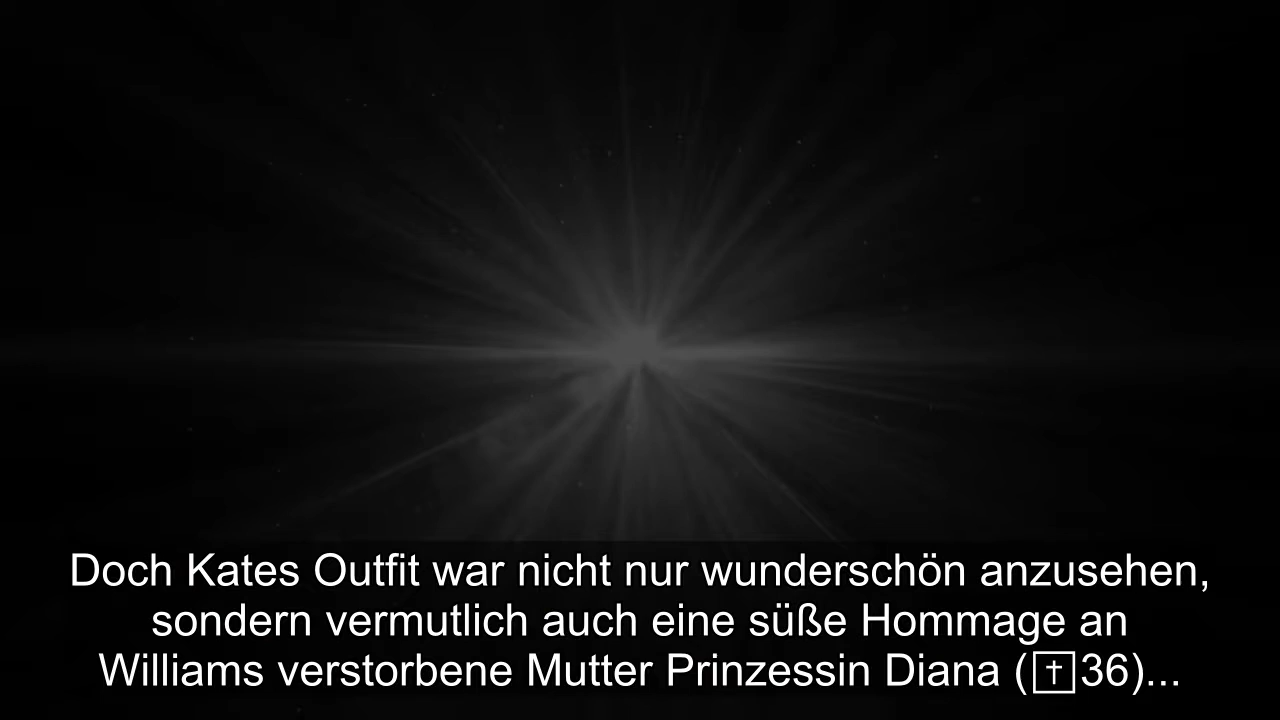 Doch Kates Outfit war nicht nur wunderschön anzusehen,
sondern vermutlich auch eine süße Hommage an
Williams verstorbene Mutter Prinzessin Diana (✝36)...